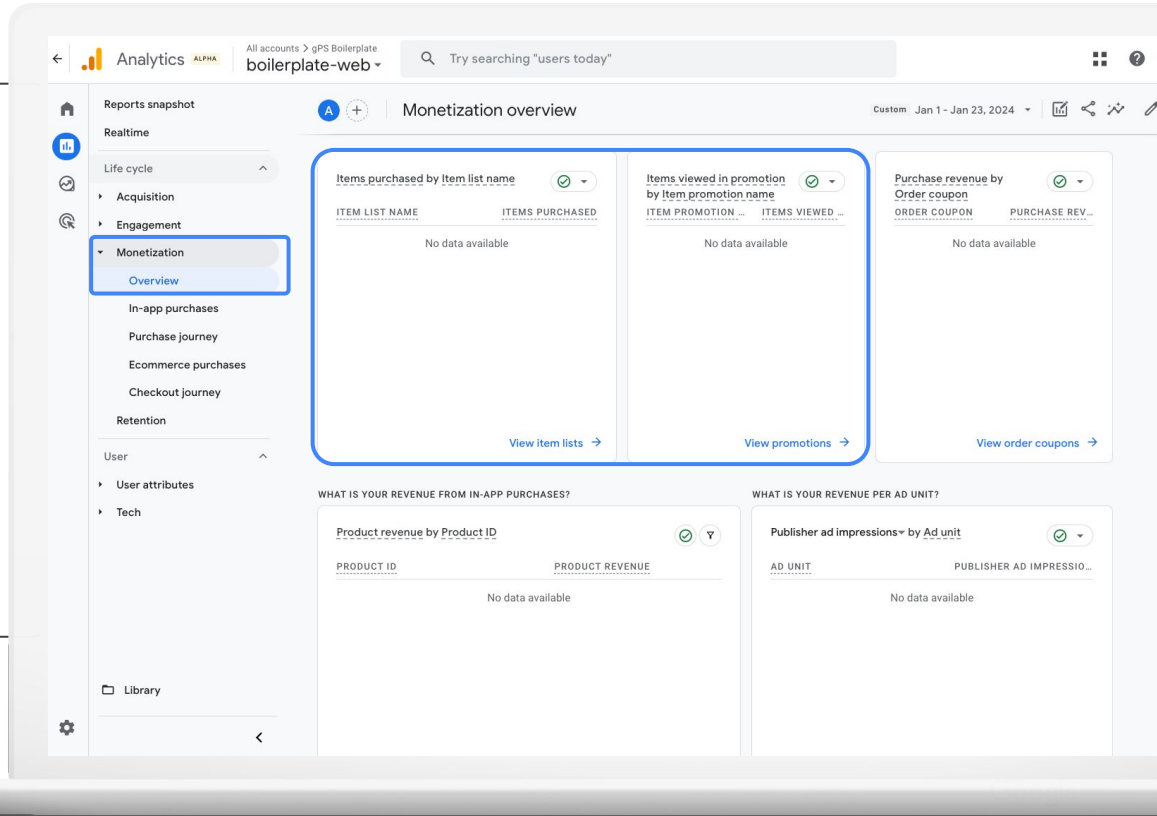 All accounts > gPS Boilerplate
Analytics ALPHA
boilerplate-web
Try searching "users today"
Reports snapshot
Realtime
Life cycle
Acquisition
Engagement
Monetization
Overview
In-app purchases
Purchase journey
Ecommerce purchases
Checkout journey
Retention
User
User attributes
Tech
Library
A
Monetization overview
Custom Jan 1 - Jan 23, 2024
Items purchased by Item list name
ITEM LIST NAME ITEMS PURCHASED
No data available
View item lists
Items viewed in promotion
by Item promotion name
ITEM PROMOTION … ITEMS VIEWED …
No data available
View promotions
Purchase revenue by
Order coupon
ORDER COUPON PURCHASE REV…
No data available
View order coupons
WHAT IS YOUR REVENUE FROM IN-APP PURCHASES?
Product revenue by Product ID
PRODUCT ID PRODUCT REVENUE
No data available
WHAT IS YOUR REVENUE PER AD UNIT?
Publisher ad impressions by Ad unit
AD UNIT PUBLISHER AD IMPRESSIO…
No data available